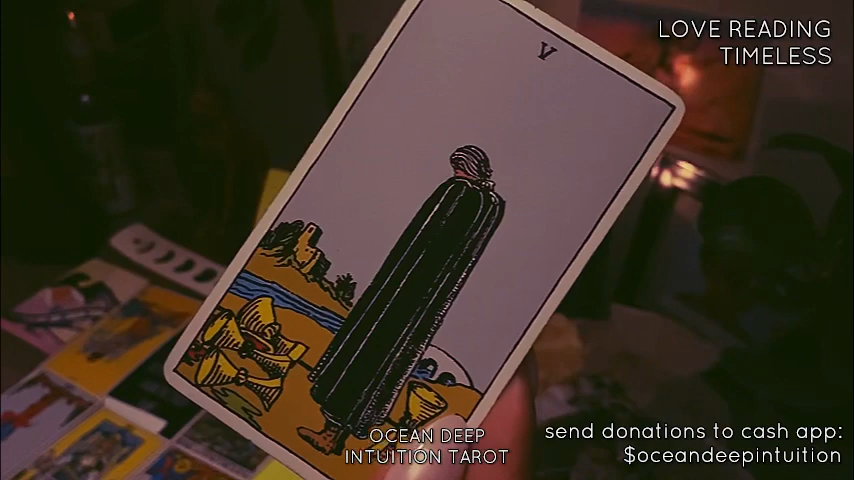 LOVE READING
TIMELESS
V
OCEAN DEEP
INTUITION TAROT
send donations to cash app:
$oceandeepintuition